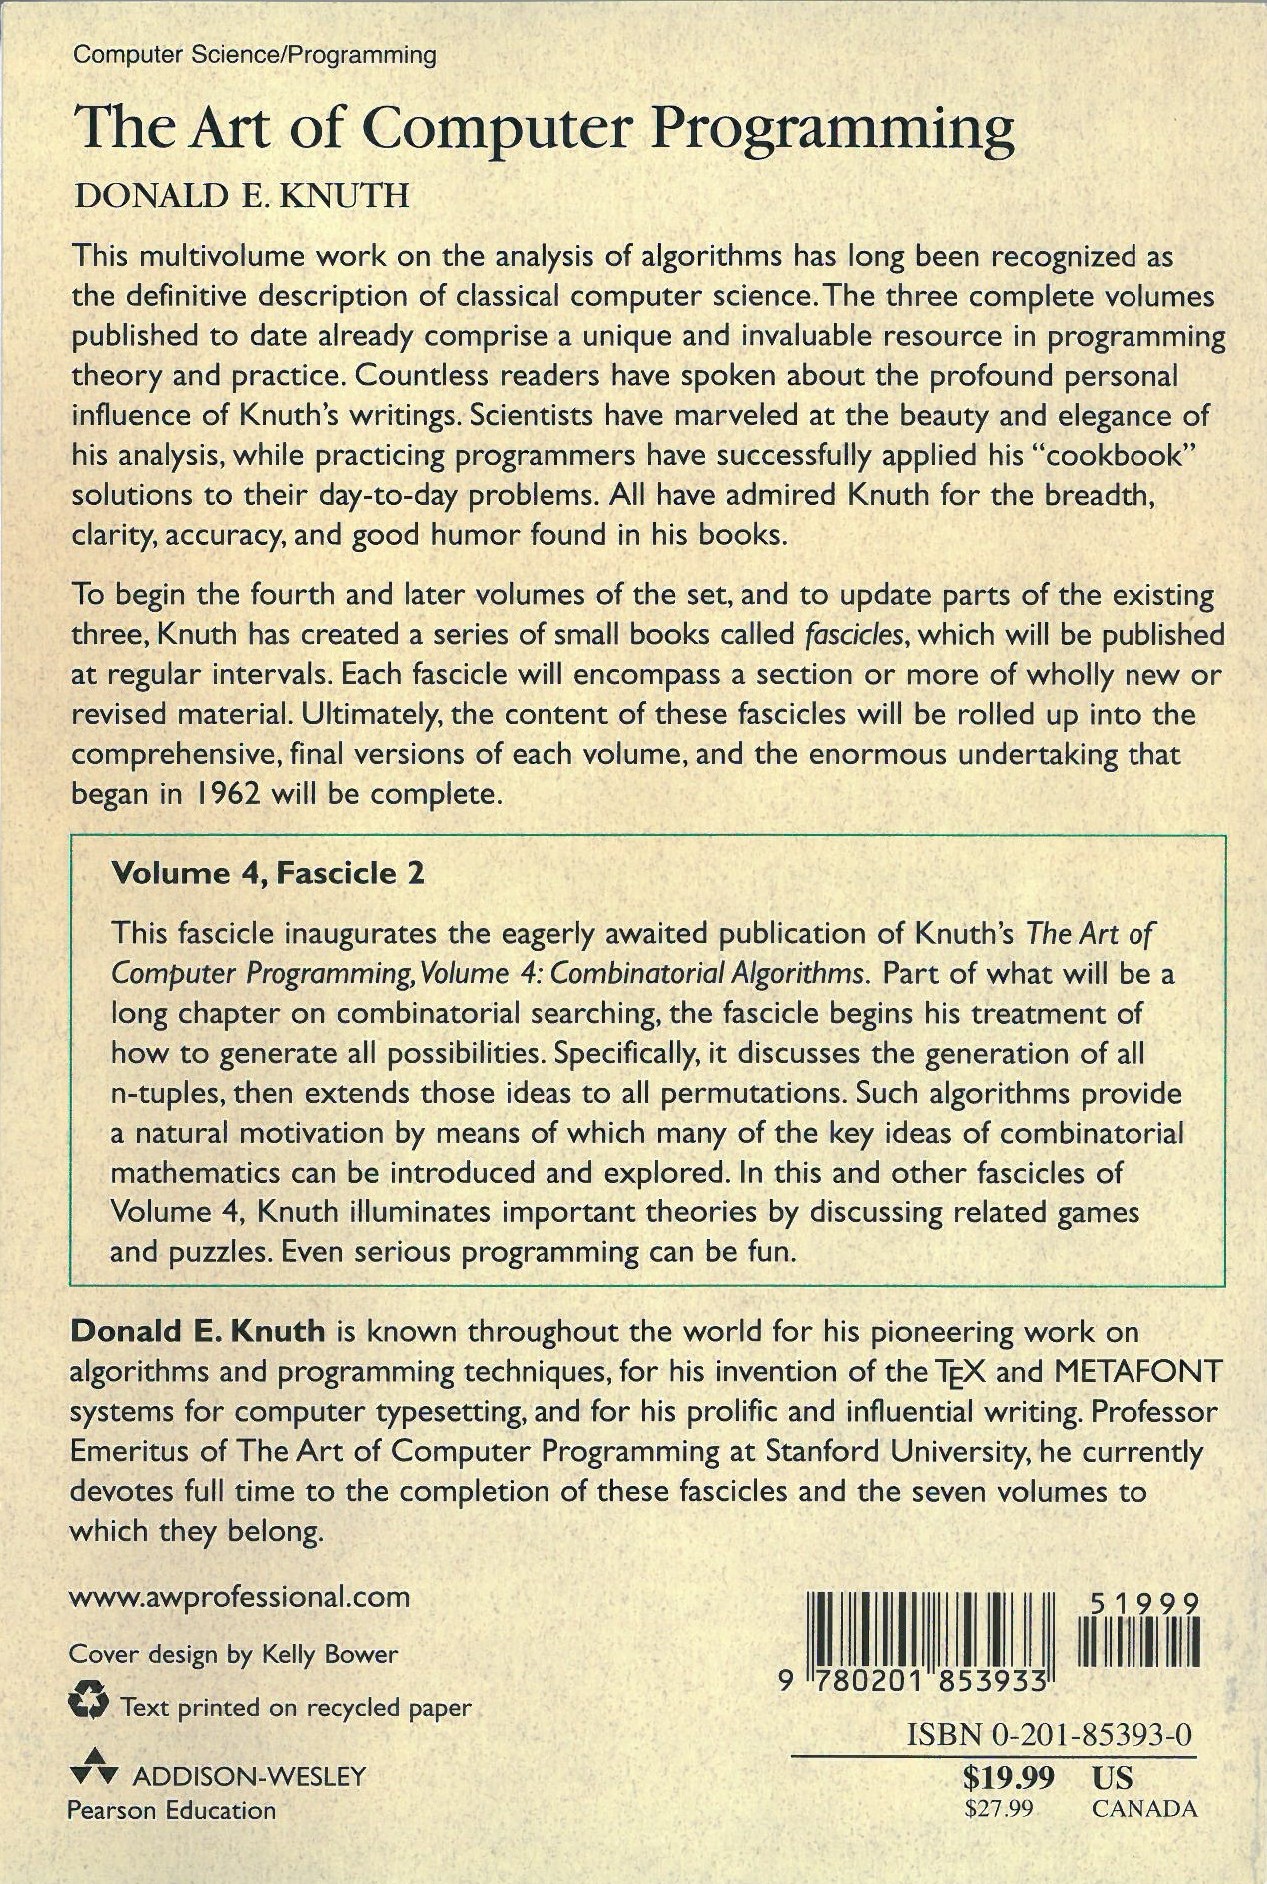 Computer Science/Programming
The Art of Computer Programming
DONALD E. KNUTH
This multivolume work on the analysis of algorithms has long been recognized as
the definitive description of classical computer science. The three complete volumes
published to date already comprise a unique and invaluable resource in programming
theory and practice. Countless readers have spoken about the profound personal
influence of Knuth's writings. Scientists have marveled at the beauty and elegance of
his analysis, while practicing programmers have successfully applied his “cookbook”
solutions to their day-to-day problems. All have admired Knuth for the breadth,
clarity, accuracy, and good humor found in his books.
To begin the fourth and later volumes of the set, and to update parts of the existing
three, Knuth has created a series of small books called fascicles, which will be published
at regular intervals. Each fascicle will encompass a section or more of wholly new or
revised material. Ultimately, the content of these fascicles will be rolled up into the
comprehensive, final versions of each volume, and the enormous undertaking that
began in 1962 will be complete.
Volume 4, Fascicle 2
This fascicle inaugurates the eagerly awaited publication of Knuth's The Art of
Computer Programming, Volume 4: Combinatorial Algorithms. Part of what will be a
long chapter on combinatorial searching, the fascicle begins his treatment of
how to generate all possibilities. Specifically, it discusses the generation of all
n-tuples, then extends those ideas to all permutations. Such algorithms provide
a natural motivation by means of which many of the key ideas of combinatorial
mathematics can be introduced and explored. In this and other fascicles of
Volume 4, Knuth illuminates important theories by discussing related games
and puzzles. Even serious programming can be fun.
Donald E. Knuth is known throughout the world for his pioneering work on
algorithms and programming techniques, for his invention of the TEX and METAFONT
systems for computer typesetting, and for his prolific and influential writing. Professor
Emeritus of The Art of Computer Programming at Stanford University, he currently
devotes full time to the completion of these fascicles and the seven volumes to
which they belong.
www.awprofessional.com
Cover design by Kelly Bower
Text printed on recycled paper
ADDISON-WESLEY
Pearson Education
51999
9 780201 853933
ISBN 0-201-85393-0
$19.99 US
$27.99 CANADA